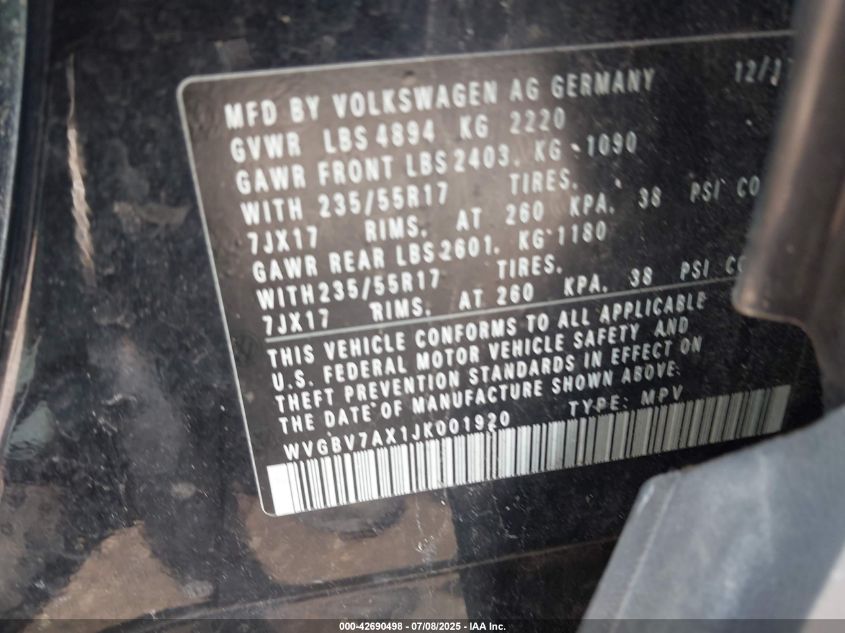 MFD BY VOLKSWAGEN AG GERMANY 12/1
GVWR LBS 4894 KG 2220
GAWR FRONT LBS 2403. KG 1090
WITH 235/55R17 TIRES.
7JX17 RIMS. AT 260 KPA. 38 PSI CO
GAWR REAR LBS 2601. KG 1180
WITH 235/55R17 TIRES.
7JX17 RIMS. AT 260 KPA. 38 PSI CO
THIS VEHICLE CONFORMS TO ALL APPLICABLE
U.S. FEDERAL MOTOR VEHICLE SAFETY AND
THEFT PREVENTION STANDARDS IN EFFECT ON
THE DATE OF MANUFACTURE SHOWN ABOVE.
WVGBV7AX1JK001920 TYPE: MPV
000-42690498 - 07/08/2025 - IAA Inc.